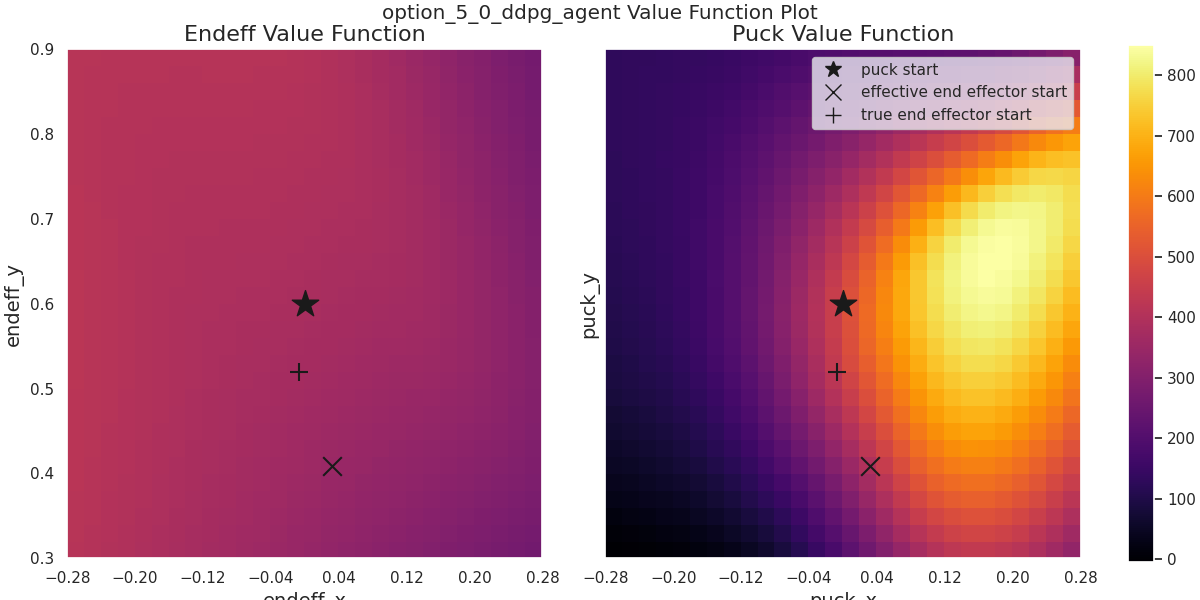 option_5_0_ddpg_agent Value Function Plot
Endeff Value Function
Puck Value Function
puck start
effective end effector start
true end effector start
endeff_y
0.9
0.8
0.7
0.6
0.5
0.4
0.3
−0.28 −0.20 −0.12 −0.04 0.04 0.12 0.20 0.28
endeff_x
puck_y
−0.28 −0.20 −0.12 −0.04 0.04 0.12 0.20 0.28
puck_x
800
700
600
500
400
300
200
100
0